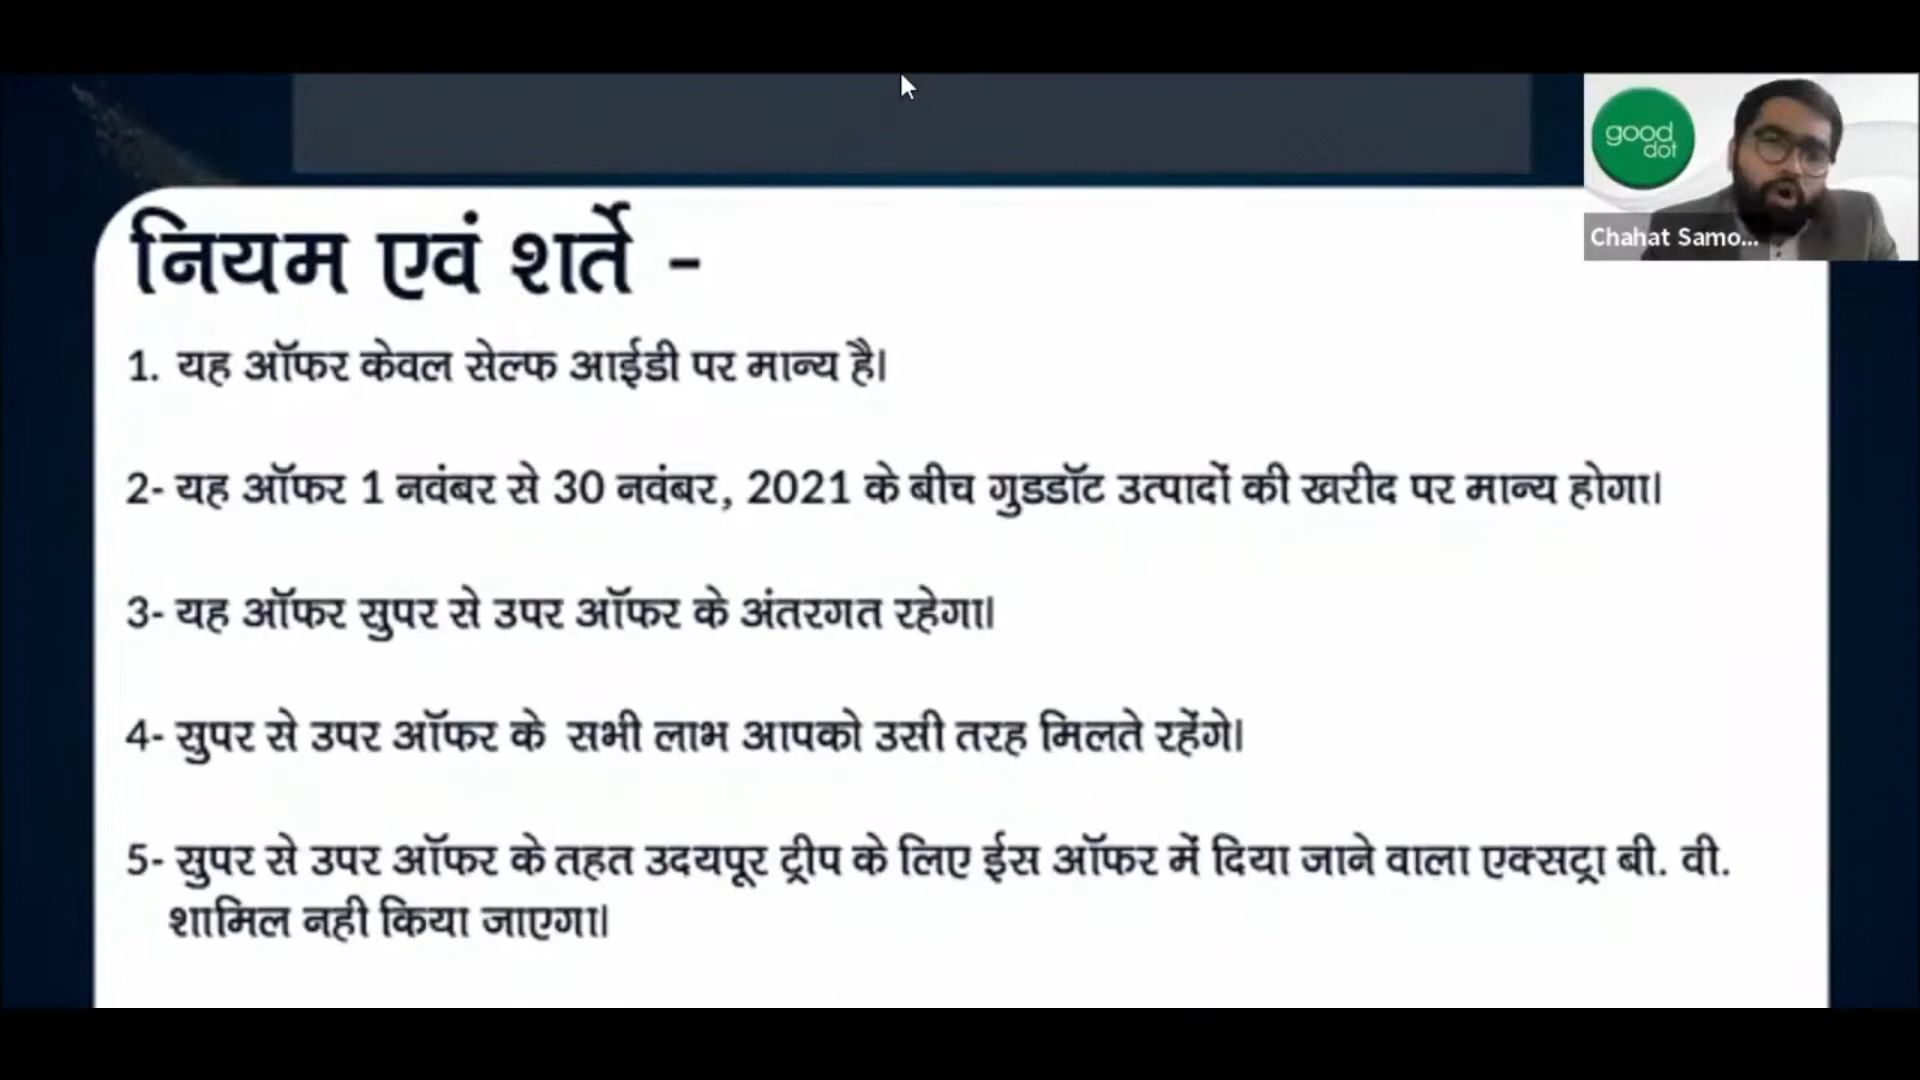 good
dot
Chahat Samo...
नियम एवं शर्ते -
1. यह ऑफर केवल सेल्फ आईडी पर मान्य है।
2- यह ऑफर 1 नवंबर से 30 नवंबर, 2021 के बीच गुडडॉट उत्पादों की खरीद पर मान्य होगा।
3- यह ऑफर सुपर से उपर ऑफर के अंतरगत रहेगा।
4- सुपर से उपर ऑफर के सभी लाभ आपको उसी तरह मिलते रहेंगे।
5- सुपर से उपर ऑफर के तहत उदयपूर ट्रीप के लिए ईस ऑफर में दिया जाने वाला एक्सट्रा बी. वी.
शामिल नही किया जाएगा।